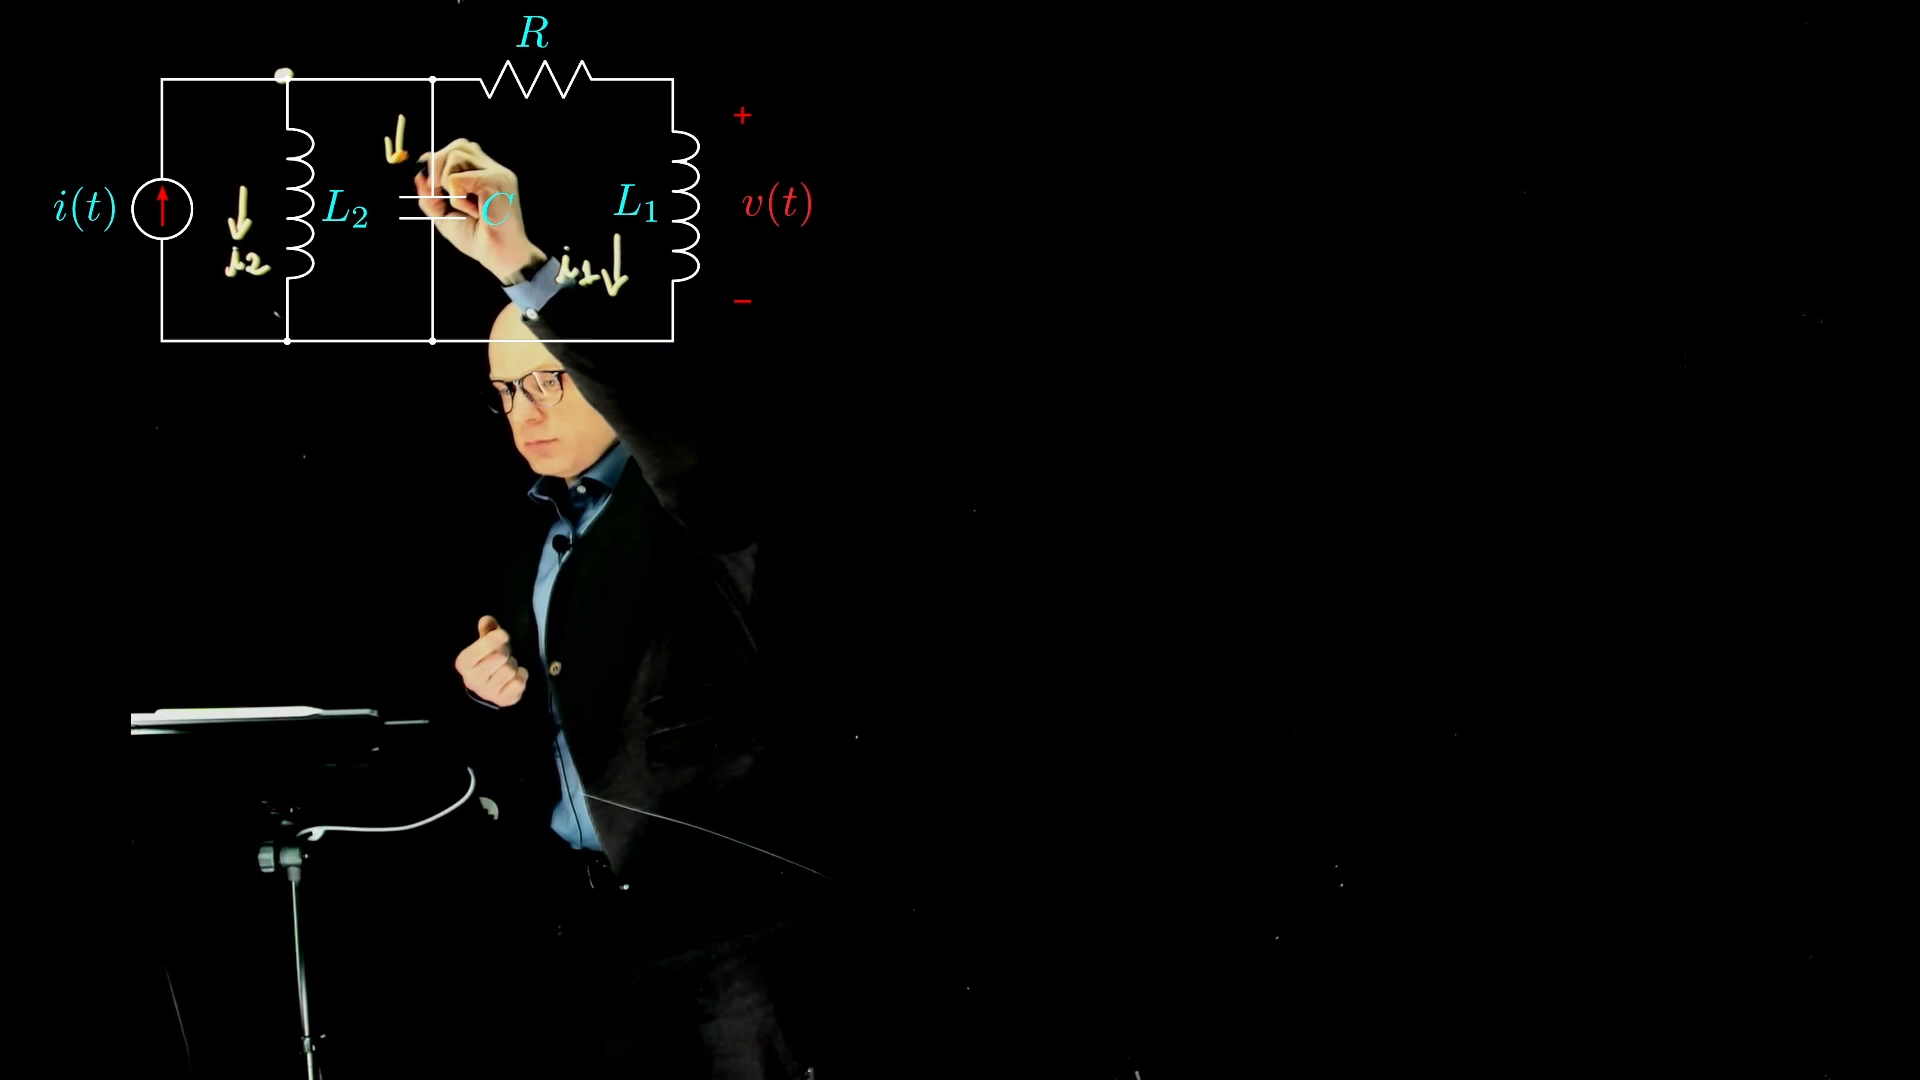 R
+
i(t)
L₂
C
L₁
v(t)
i₂
i₁
−